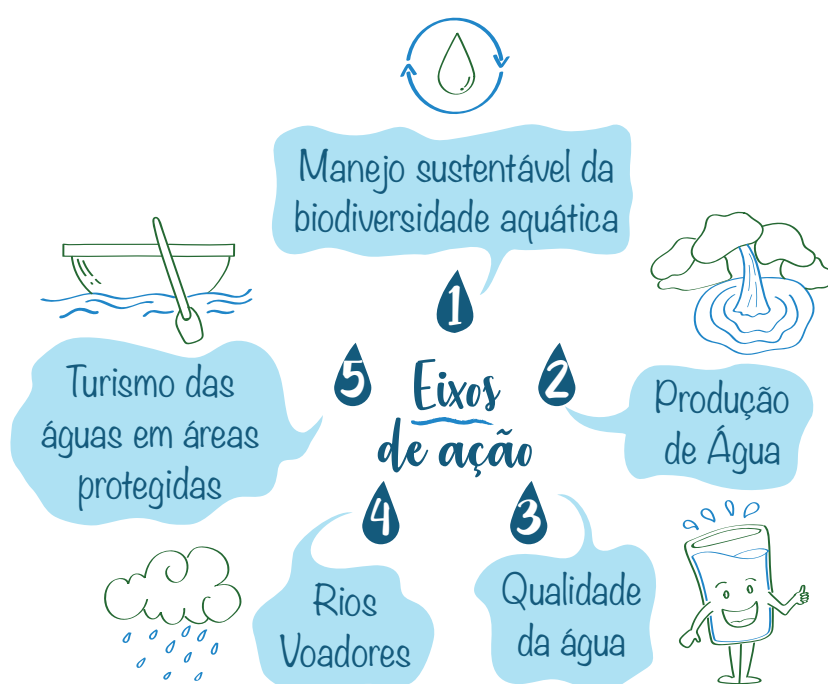 Manejo sustentável da
biodiversidade aquática
1
Eixos
de ação
2
Produção
de Água
3
Qualidade
da água
4
Rios
Voadores
5
Turismo das
águas em áreas
protegidas